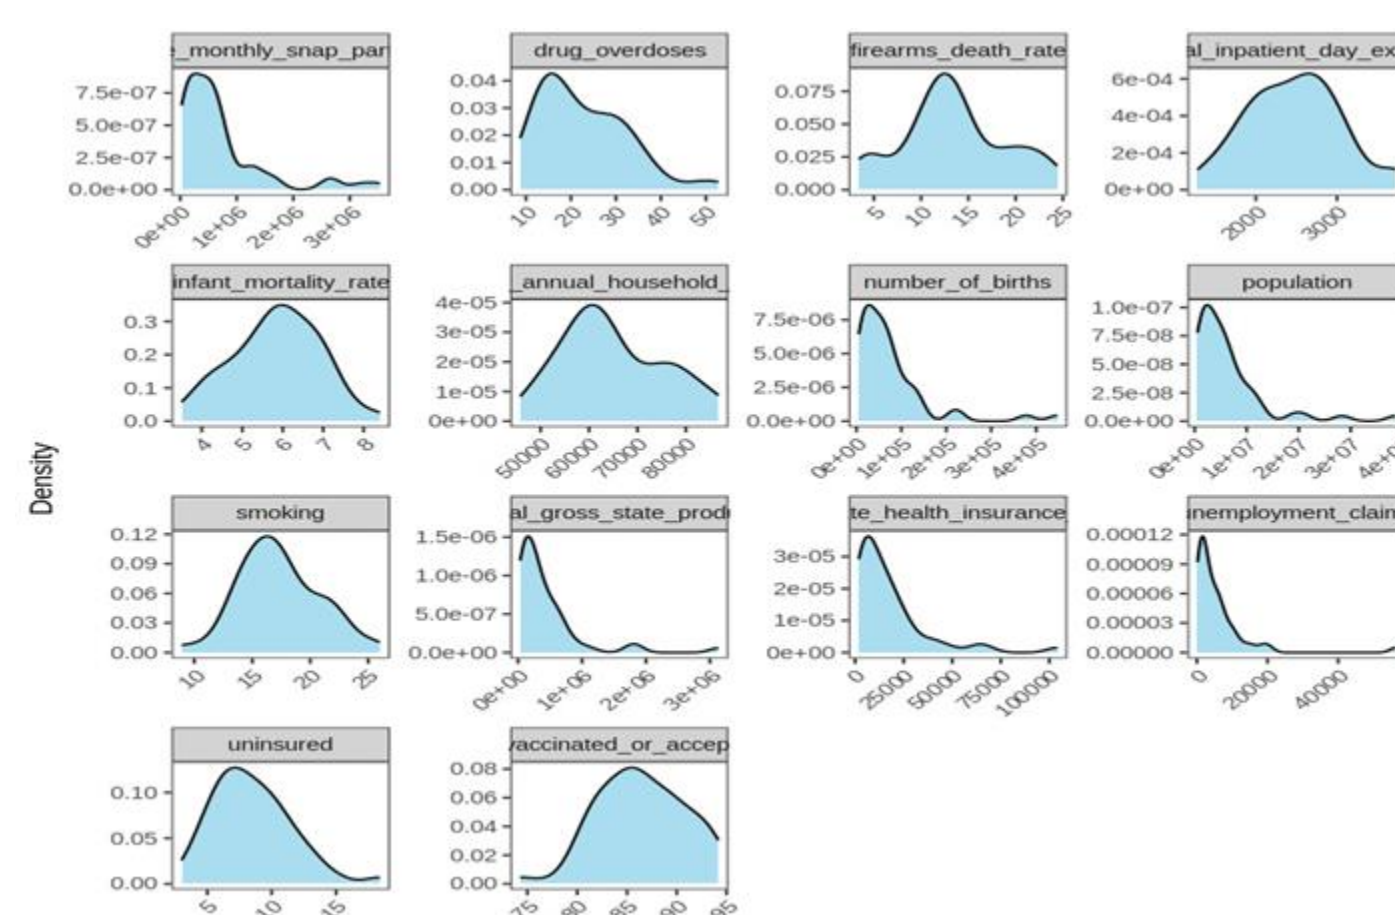 _monthly_snap_par
drug_overdoses
firearms_death_rate
al_inpatient_day_ex
7.5e-07
5.0e-07
2.5e-07
0.0e+00
0e+00 1e+06 2e+06 3e+06
0.04
0.03
0.02
0.01
0.00
10 20 30 40 50
0.075
0.050
0.025
0.000
5 10 15 20 25
6e-04
4e-04
2e-04
0e+00
2000 3000
infant_mortality_rate
_annual_household_
number_of_births
population
0.3
0.2
0.1
0.0
4 5 6 7 8
4e-05
3e-05
2e-05
1e-05
0e+00
50000 60000 70000 80000
7.5e-06
5.0e-06
2.5e-06
0.0e+00
0e+00 1e+05 2e+05 3e+05 4e+05
1.0e-07
7.5e-08
5.0e-08
2.5e-08
0.0e+00
0e+00 1e+07 2e+07 3e+07 4e+0
Density
smoking
al_gross_state_prod
te_health_insurance
nemployment_clain
0.12
0.09
0.06
0.03
0.00
10 15 20 25
1.5e-06
1.0e-06
5.0e-07
0.0e+00
0e+00 1e+06 2e+06 3e+06
3e-05
2e-05
1e-05
0e+00
0 25000 50000 75000 100000
0.00012
0.00009
0.00006
0.00003
0.00000
0 20000 40000
uninsured
vaccinated_or_accep
0.10
0.05
0.00
5 10 15
0.08
0.06
0.04
0.02
0.00
75 80 85 90 95